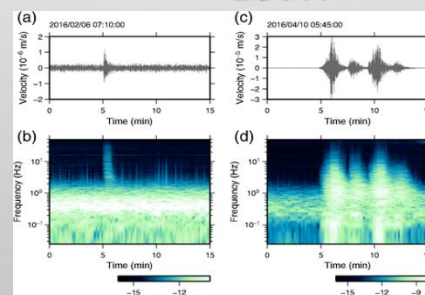 (a) 2016/02/06 07:10:00
Velocity (10⁻⁶ m/s)
2
1
0
−1
−2
0 5 10 15
Time (min)
(c) 2016/04/10 05:45:00
Velocity (10⁻⁵ m/s)
3
2
1
0
−1
−2
−3
0 5 10 15
Time (min)
(b)
Frequency (Hz)
10¹
10⁰
10⁻¹
0 5 10 15
Time (min)
−15 −12
(d)
Frequency (Hz)
10¹
10⁰
10⁻¹
0 5 10 15
Time (min)
−15 −12 −9